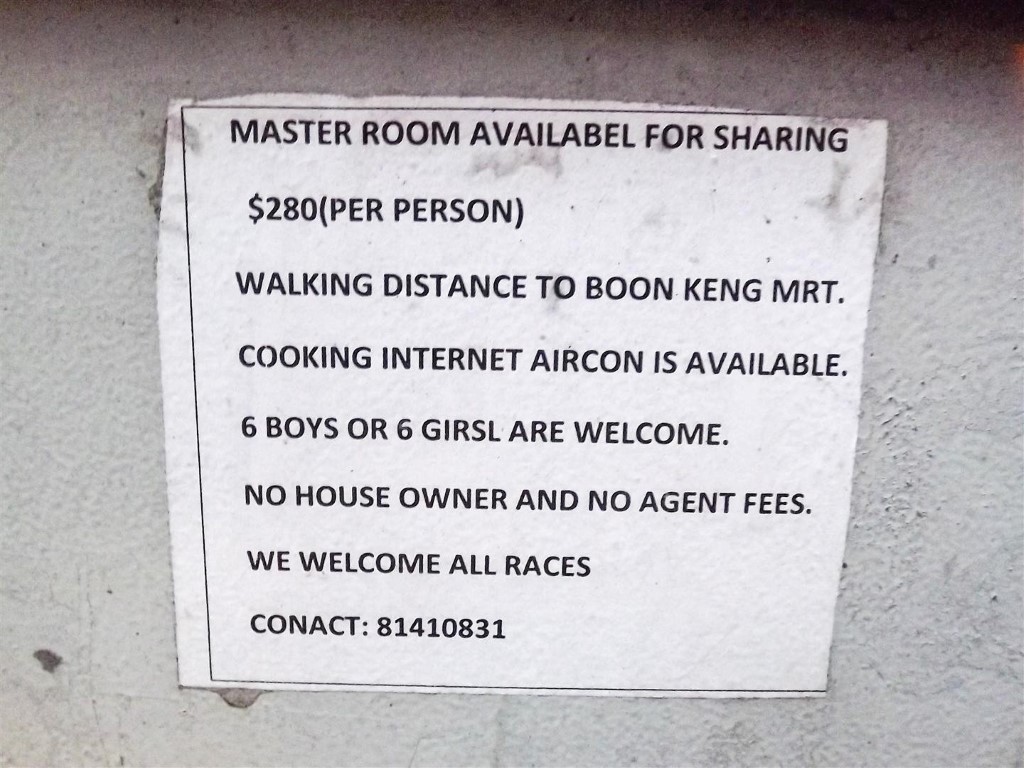 MASTER ROOM AVAILABEL FOR SHARING
$280(PER PERSON)
WALKING DISTANCE TO BOON KENG MRT.
COOKING INTERNET AIRCON IS AVAILABLE.
6 BOYS OR 6 GIRSL ARE WELCOME.
NO HOUSE OWNER AND NO AGENT FEES.
WE WELCOME ALL RACES
CONACT: 81410831